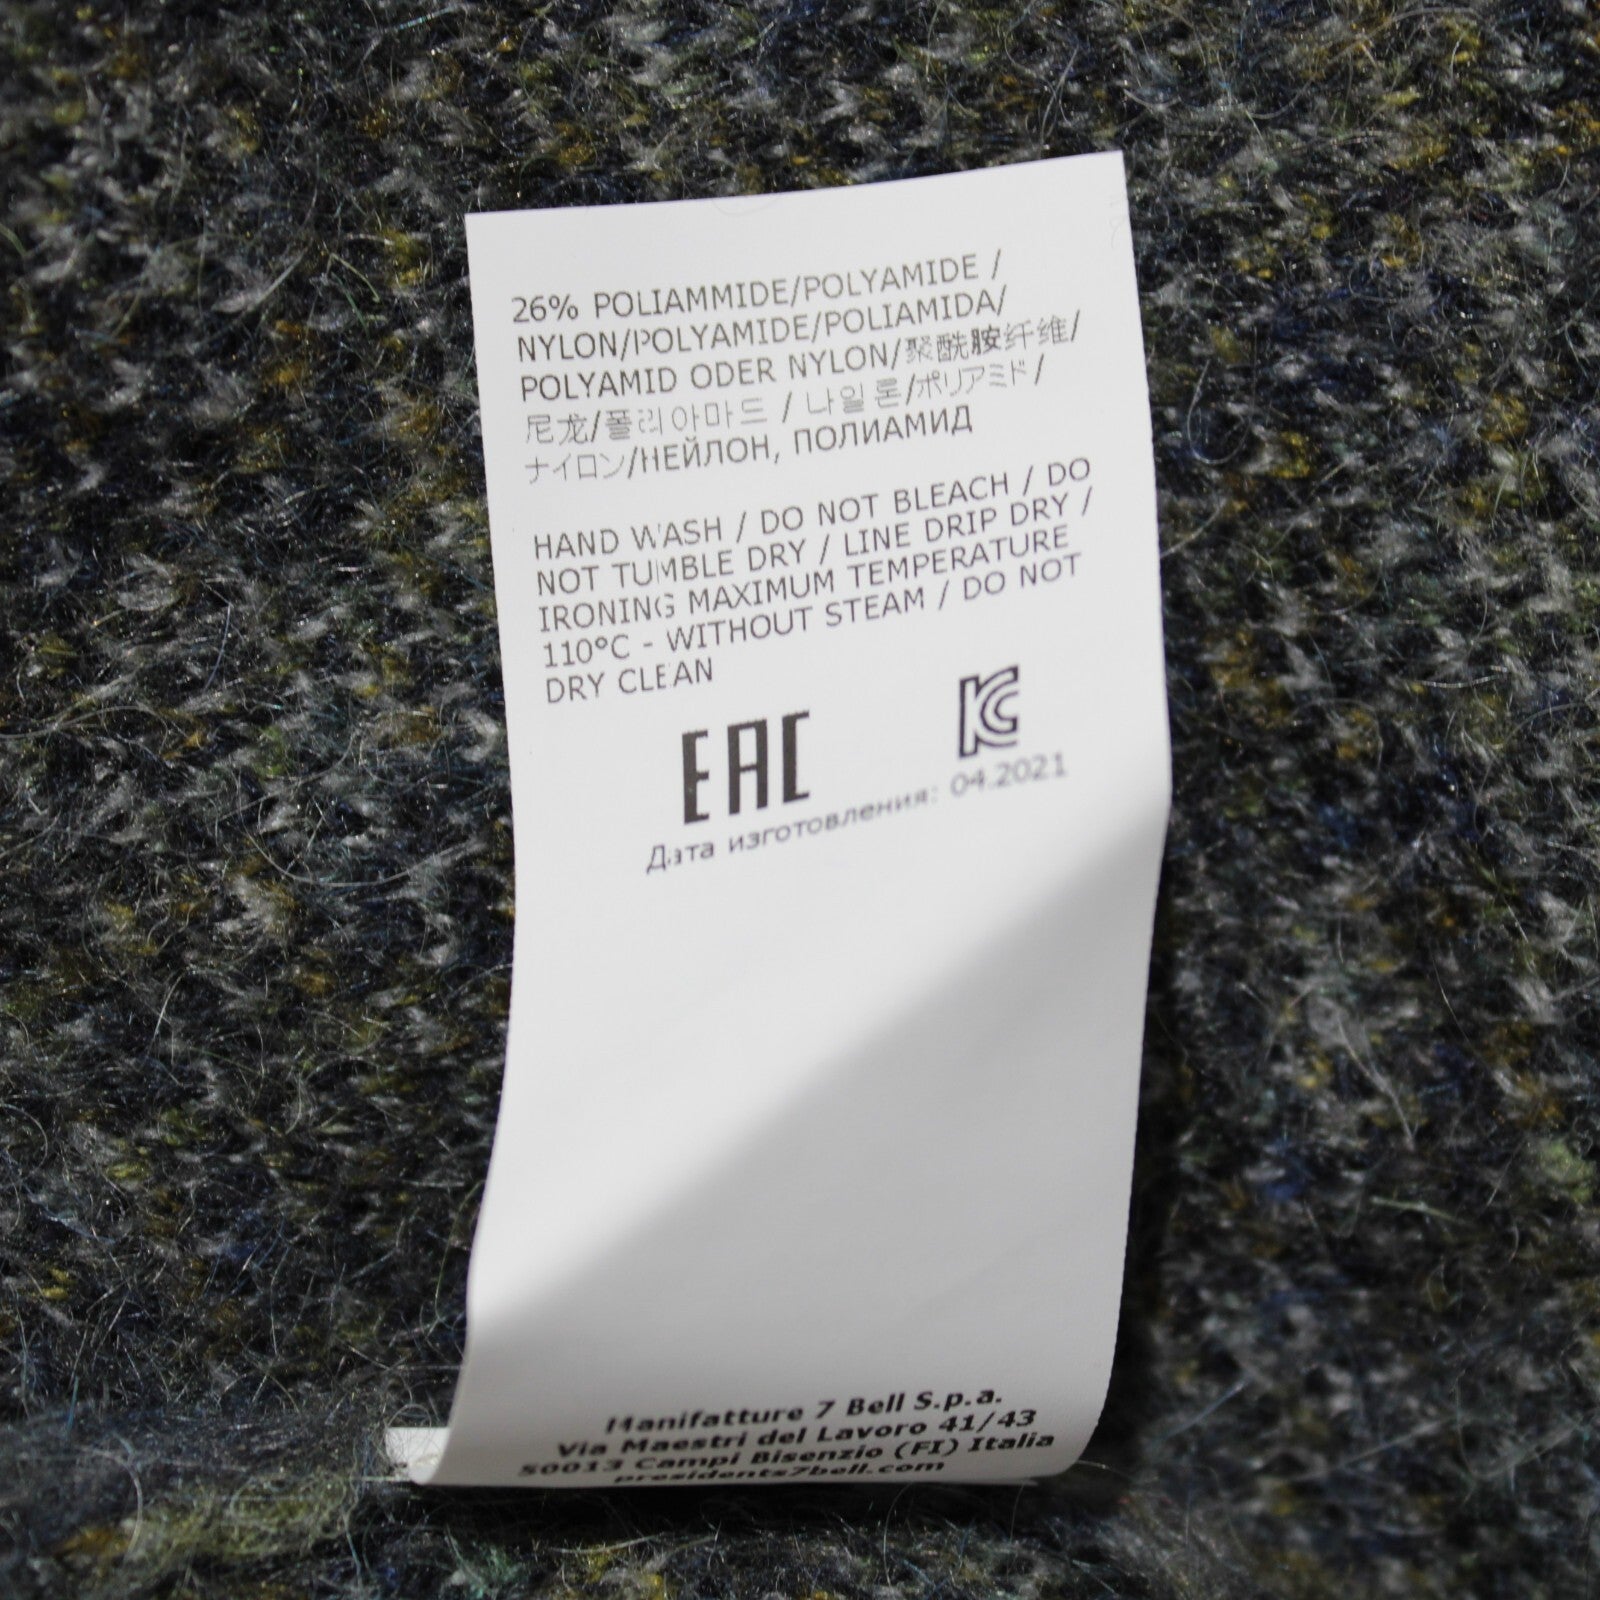 26% POLIAMMIDE/POLYAMIDE /
NYLON/POLYAMIDE/POLIAMIDA/
POLYAMID ODER NYLON/聚酰胺纤维/
尼龙/폴리아마드 / 나일론/ポリアミド/
ナイロン/НЕЙЛОН, ПОЛИАМИД
HAND WASH / DO NOT BLEACH / DO
NOT TUMBLE DRY / LINE DRIP DRY /
IRONING MAXIMUM TEMPERATURE
110°C - WITHOUT STEAM / DO NOT
DRY CLEAN
EAC
KC
Дата изготовления: 04.2021
Manifatture 7 Bell S.p.a.
Via Maestri del Lavoro 41/43
50013 Campi Bisenzio (FI) Italia
presidents7bell.com